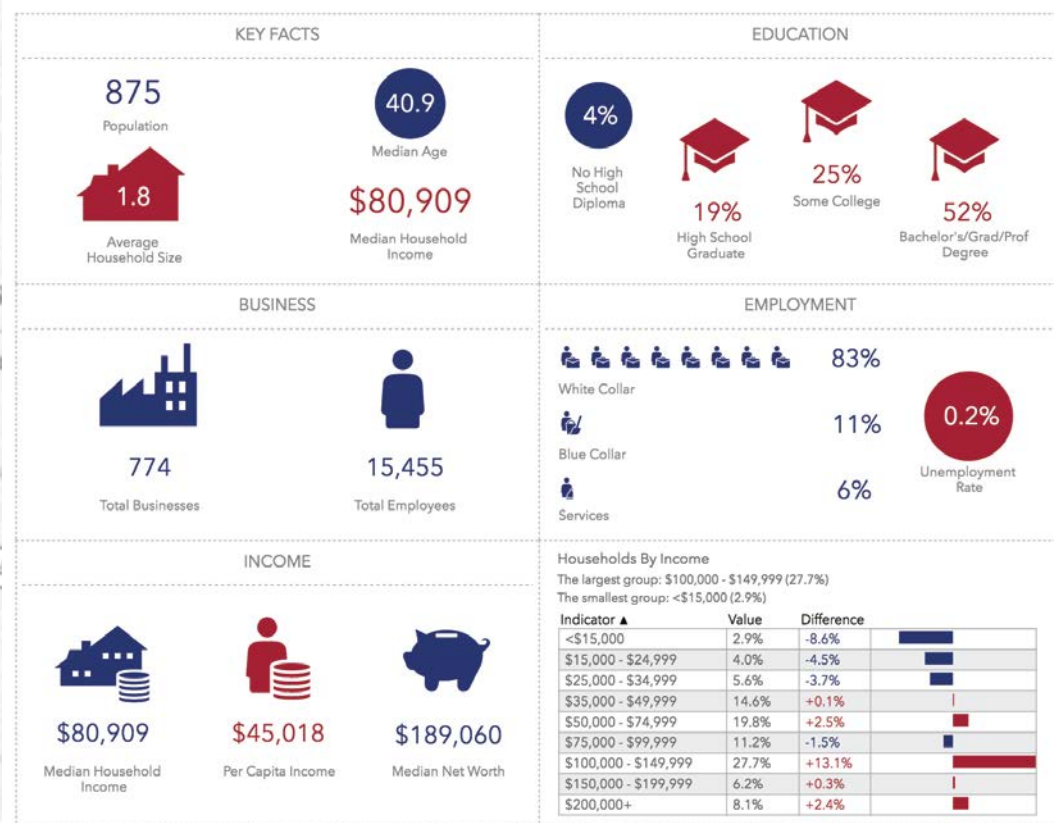 KEY FACTS
875
Population
40.9
Median Age
1.8
Average
Household Size
$80,909
Median Household
Income
EDUCATION
4%
No High
School
Diploma
19%
High School
Graduate
25%
Some College
52%
Bachelor's/Grad/Prof
Degree
BUSINESS
774
Total Businesses
15,455
Total Employees
EMPLOYMENT
83%
White Collar
11%
Blue Collar
6%
Services
0.2%
Unemployment
Rate
INCOME
$80,909
Median Household
Income
$45,018
Per Capita Income
$189,060
Median Net Worth
Households By Income
The largest group: $100,000 - $149,999 (27.7%)
The smallest group: <$15,000 (2.9%)
Indicator ▲ Value Difference
<$15,000 2.9% -8.6%
$15,000 - $24,999 4.0% -4.5%
$25,000 - $34,999 5.6% -3.7%
$35,000 - $49,999 14.6% +0.1%
$50,000 - $74,999 19.8% +2.5%
$75,000 - $99,999 11.2% -1.5%
$100,000 - $149,999 27.7% +13.1%
$150,000 - $199,999 6.2% +0.3%
$200,000+ 8.1% +2.4%